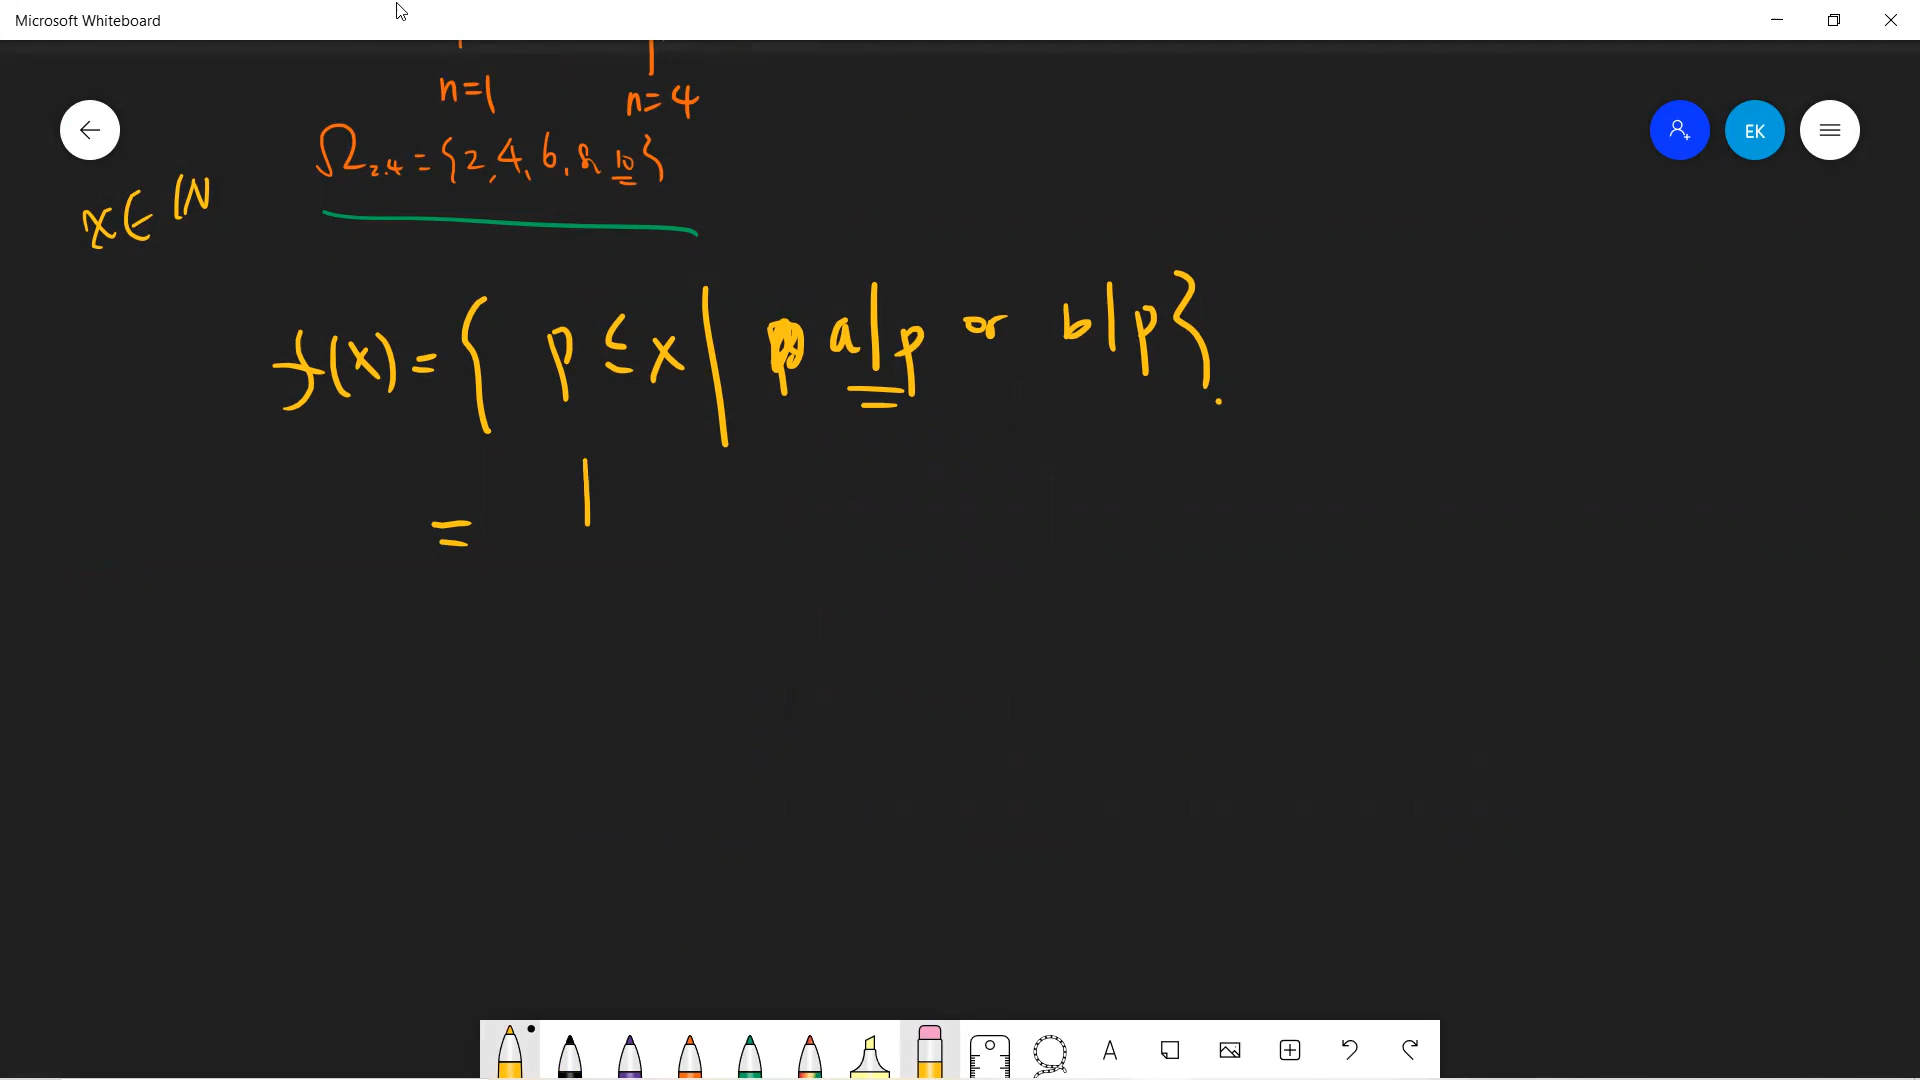 Microsoft Whiteboard
n=1
n=4
Ω₂.₄ = {2, 4, 6, 8, 10}
x ∈ ℕ
EK
f(x) = { p ≤ x | a|p or b|p }.
= |
A